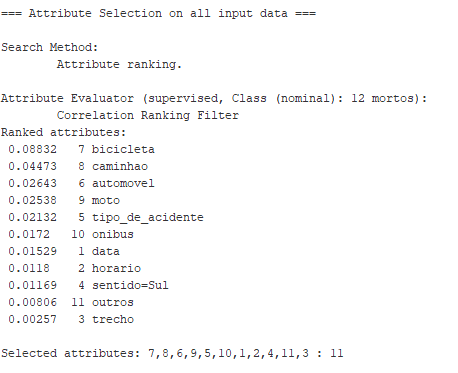 === Attribute Selection on all input data ===
Search Method:
Attribute ranking.
Attribute Evaluator (supervised, Class (nominal): 12 mortos):
Correlation Ranking Filter
Ranked attributes:
0.08832 7 bicicleta
0.04473 8 caminhao
0.02643 6 automovel
0.02538 9 moto
0.02132 5 tipo_de_acidente
0.0172 10 onibus
0.01529 1 data
0.0118 2 horario
0.01169 4 sentido=Sul
0.00806 11 outros
0.00257 3 trecho
Selected attributes: 7,8,6,9,5,10,1,2,4,11,3 : 11